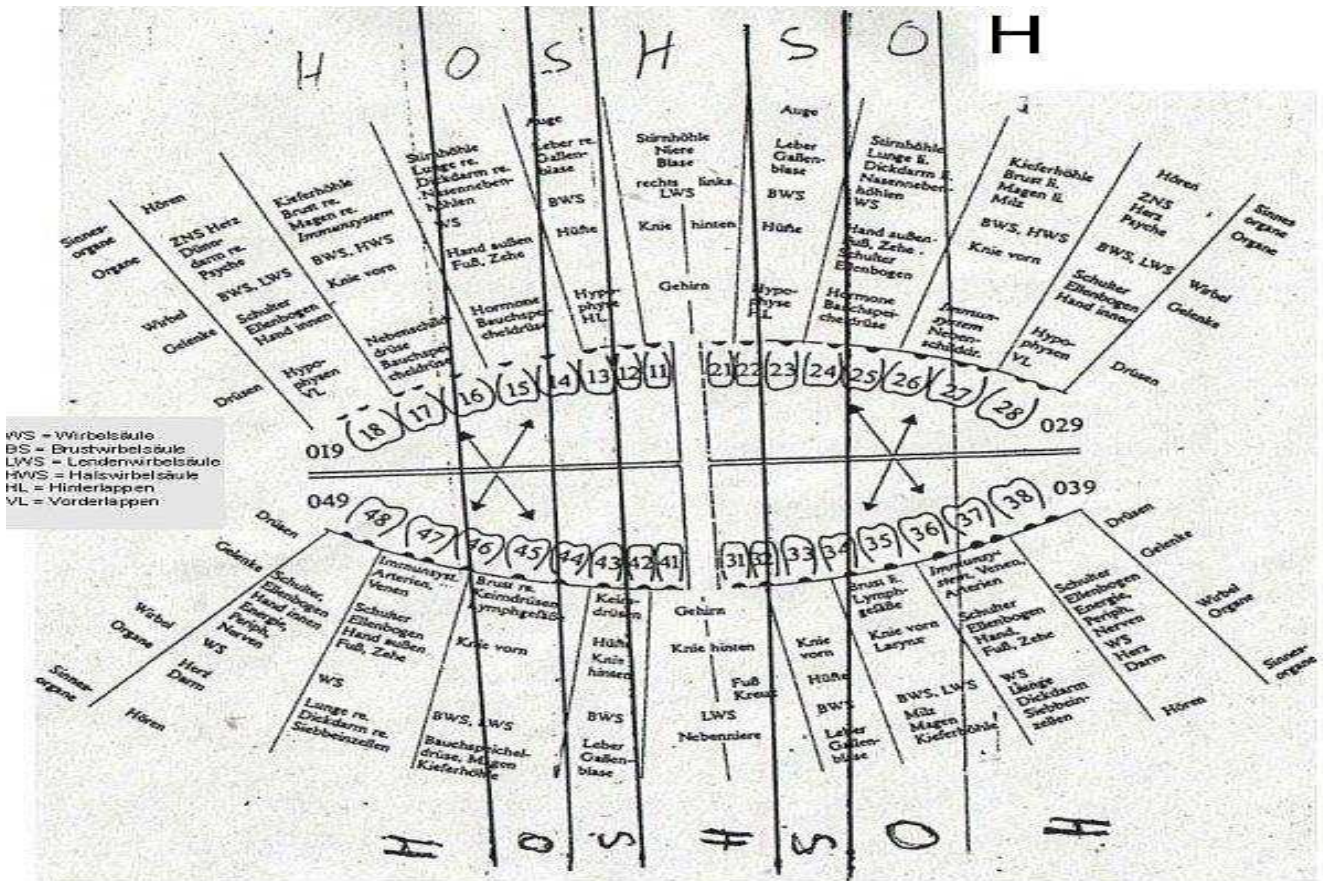 H O S H S O H
Auge
Auge
Hören
Kieferhöhle
Brust re.
Magen re.
Immunsystem
Stirnhöhle
Lunge re.
Dickdarm re.
Nasenneben-
höhlen
WS
Leber re.
Gallen-
blase
Stirnhöhle
Niere
Blase
rechts links
LWS
Leber
Gallen-
blase
Stirnhöhle
Lunge li.
Dickdarm li.
Nasenneben-
höhlen
WS
Kieferhöhle
Brust li.
Magen li.
Milz
Hören
Sinnes-
organe
Organe
ZNS Herz
Dünn-
darm re.
Psyche
BWS, HWS
BWS
BWS
BWS, HWS
ZNS
Herz
Psyche
Sinnes-
organe
Organe
Wirbel
BWS, LWS
Knie vorn
Hand außen
Fuß, Zehe
Hüfte
Knie hinten
Hüfte
Hand außen
Fuß, Zehe
Schulter
Ellenbogen
Knie vorn
BWS, LWS
Wirbel
Gelenke
Schulter
Ellenbogen
Hand innen
Gehirn
Schulter
Ellenbogen
Hand innen
Gelenke
Drüsen
Hypo-
physen
VL
Nebenschild
drüse
Bauchspei-
cheldrüse
Hormone
Bauchspei-
cheldrüse
Hypo-
physe
HL
Hypo-
physe
HL
Hormone
Bauchspei-
cheldrüse
Immun-
system
Neben-
schilddr.
Hypo-
physen
VL
Drüsen
019 18 17 16 15 14 13 12 11 21 22 23 24 25 26 27 28 029
WS = Wirbelsäule
BS = Brustwirbelsäule
LWS = Lendenwirbelsäule
HWS = Halswirbelsäule
HL = Hinterlappen
VL = Vorderlappen
049 48 47 46 45 44 43 42 41 31 32 33 34 35 36 37 38 039
Drüsen
Immunsyst.
Arterien,
Venen
Brust re.
Keimdrüsen
Lymphgefäße
Keim-
drüsen
Gehirn
Brust li.
Lymph-
gefäße
Immunsy-
stem, Venen,
Arterien
Drüsen
Gelenke
Schulter,
Ellenbogen
Hand innen
Energie,
Periph,
Nerven
Schulter
Ellenbogen
Hand außen
Fuß, Zehe
Knie vorn
Hüfte
Knie
hinten
Knie hinten
Knie
vorn
Knie vorn
Larynx
Schulter
Ellenbogen
Hand,
Fuß, Zehe
Schulter
Ellenbogen
Energie,
Periph,
Nerven
WS
Herz
Darm
Gelenke
Wirbel
Organe
WS
Herz
Darm
WS
Fuß
Kreuz
Hüfte
WS
Lunge
Dickdarm
Siebbein-
zellen
Wirbel
Organe
Sinnes-
organe
Hören
Lunge re.
Dickdarm re.
Siebbeinzellen
BWS, LWS
Bauchspeichel-
drüse, Magen
Kieferhöhle
BWS
Leber
Gallen-
blase
LWS
Nebenniere
BWS
Leber
Gallen-
blase
BWS, LWS
Milz
Magen
Kieferhöhle
Hören
Sinnes-
organe
H O S H S O H